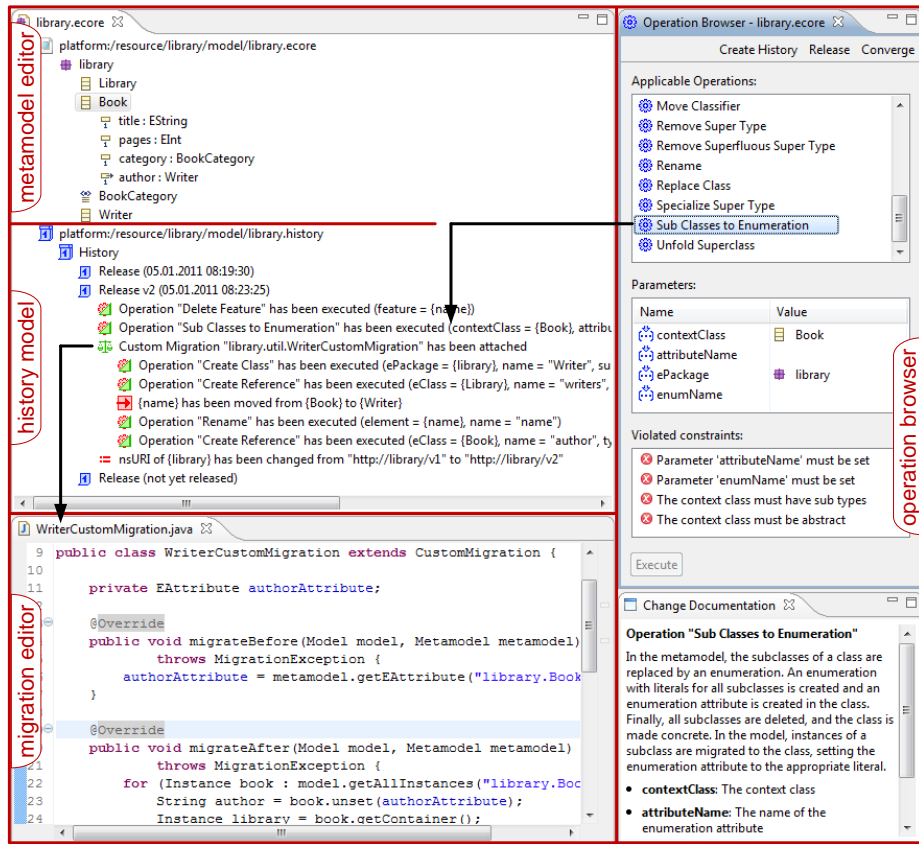 library.ecore
platform:/resource/library/model/library.ecore
library
Library
Book
title : EString
pages : EInt
category : BookCategory
author : Writer
BookCategory
Writer
metamodel editor
platform:/resource/library/model/library.history
History
Release (05.01.2011 08:19:30)
Release v2 (05.01.2011 08:23:25)
Operation "Delete Feature" has been executed (feature = {name})
Operation "Sub Classes to Enumeration" has been executed (contextClass = {Book}, attribu
Custom Migration "library.util.WriterCustomMigration" has been attached
Operation "Create Class" has been executed (ePackage = {library}, name = "Writer", su
Operation "Create Reference" has been executed (eClass = {Library}, name = "writers",
{name} has been moved from {Book} to {Writer}
Operation "Rename" has been executed (element = {name}, name = "name")
Operation "Create Reference" has been executed (eClass = {Book}, name = "author", ty
nsURI of {library} has been changed from "http://library/v1" to "http://library/v2"
Release (not yet released)
history model
WriterCustomMigration.java
9 public class WriterCustomMigration extends CustomMigration {
10
11 private EAttribute authorAttribute;
@Override
public void migrateBefore(Model model, Metamodel metamodel)
throws MigrationException {
authorAttribute = metamodel.getEAttribute("library.Book
}
@Override
public void migrateAfter(Model model, Metamodel metamodel)
21 throws MigrationException {
22 for (Instance book : model.getAllInstances("library.Boc
23 String author = book.unset(authorAttribute);
24 Instance library = book.getContainer();
migration editor
Operation Browser - library.ecore
Create History Release Converge
Applicable Operations:
Move Classifier
Remove Super Type
Remove Superfluous Super Type
Rename
Replace Class
Specialize Super Type
Sub Classes to Enumeration
Unfold Superclass
Parameters:
Name Value
contextClass Book
attributeName
ePackage library
enumName
Violated constraints:
Parameter 'attributeName' must be set
Parameter 'enumName' must be set
The context class must have sub types
The context class must be abstract
Execute
operation browser
Change Documentation
Operation "Sub Classes to Enumeration"
In the metamodel, the subclasses of a class are
replaced by an enumeration. An enumeration
with literals for all subclasses is created and an
enumeration attribute is created in the class.
Finally, all subclasses are deleted, and the class is
made concrete. In the model, instances of a
subclass are migrated to the class, setting the
enumeration attribute to the appropriate literal.
• contextClass: The context class
• attributeName: The name of the
enumeration attribute